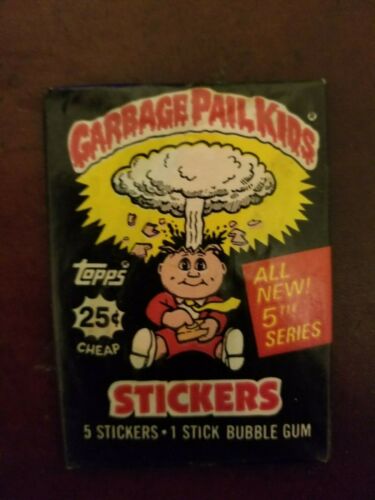 GARBAGE PAIL KIDS
topps®
25¢
CHEAP
ALL
NEW!
5TH
SERIES
STICKERS
5 STICKERS • 1 STICK BUBBLE GUM